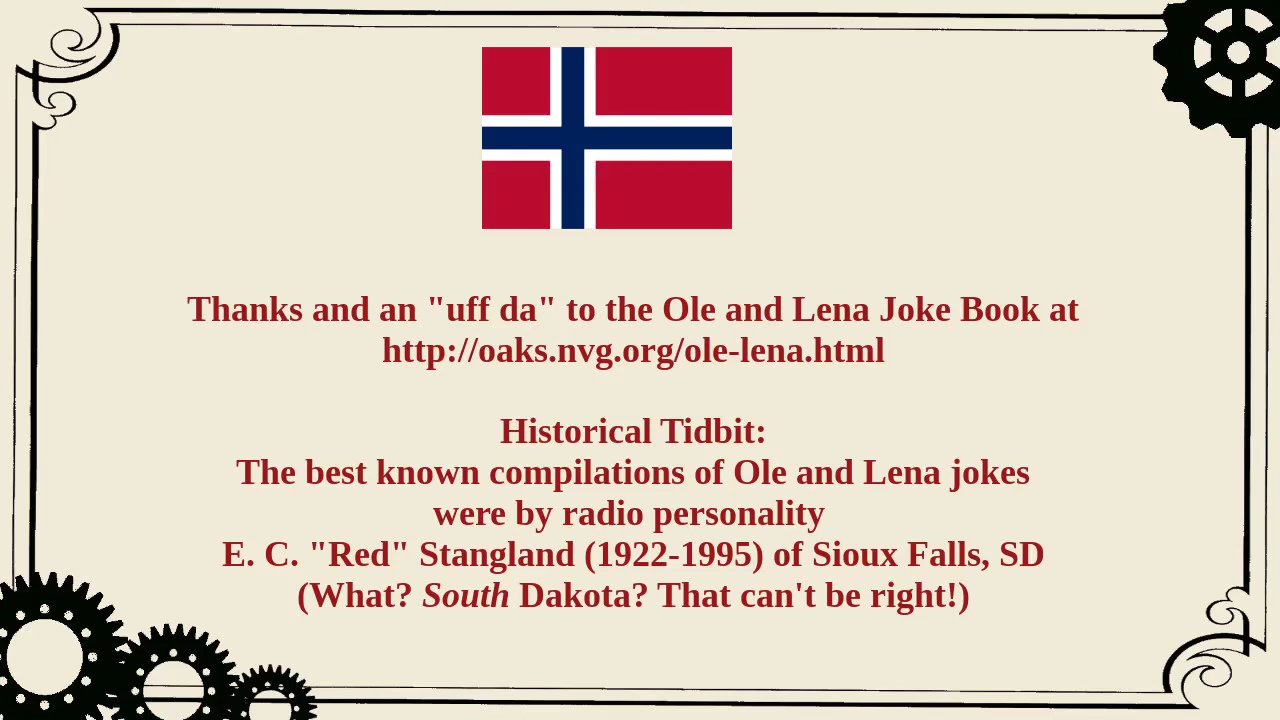 Thanks and an "uff da" to the Ole and Lena Joke Book at
http://oaks.nvg.org/ole-lena.html
Historical Tidbit:
The best known compilations of Ole and Lena jokes
were by radio personality
E. C. "Red" Stangland (1922-1995) of Sioux Falls, SD
(What? South Dakota? That can't be right!)